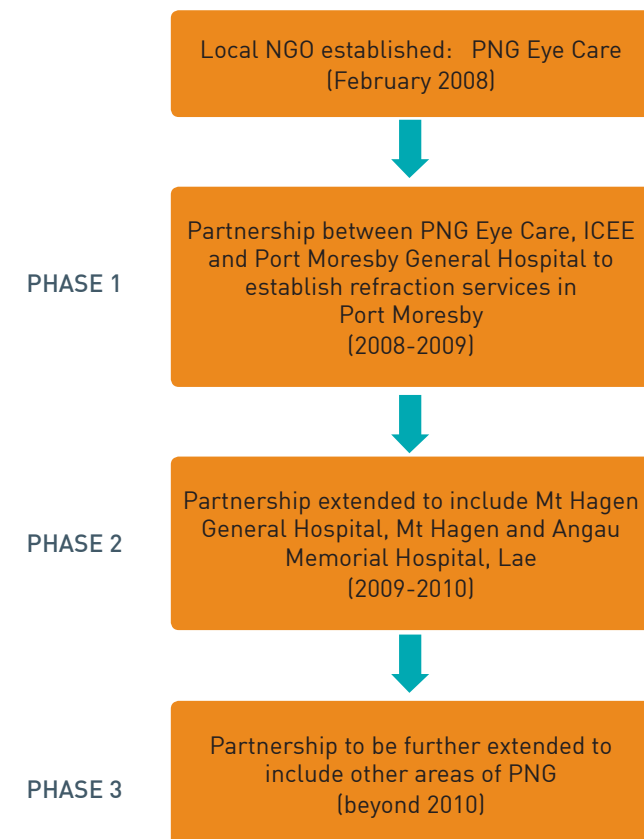 Local NGO established: PNG Eye Care
(February 2008)
PHASE 1
Partnership between PNG Eye Care, ICEE
and Port Moresby General Hospital to
establish refraction services in
Port Moresby
(2008-2009)
PHASE 2
Partnership extended to include Mt Hagen
General Hospital, Mt Hagen and Angau
Memorial Hospital, Lae
(2009-2010)
PHASE 3
Partnership to be further extended to
include other areas of PNG
(beyond 2010)